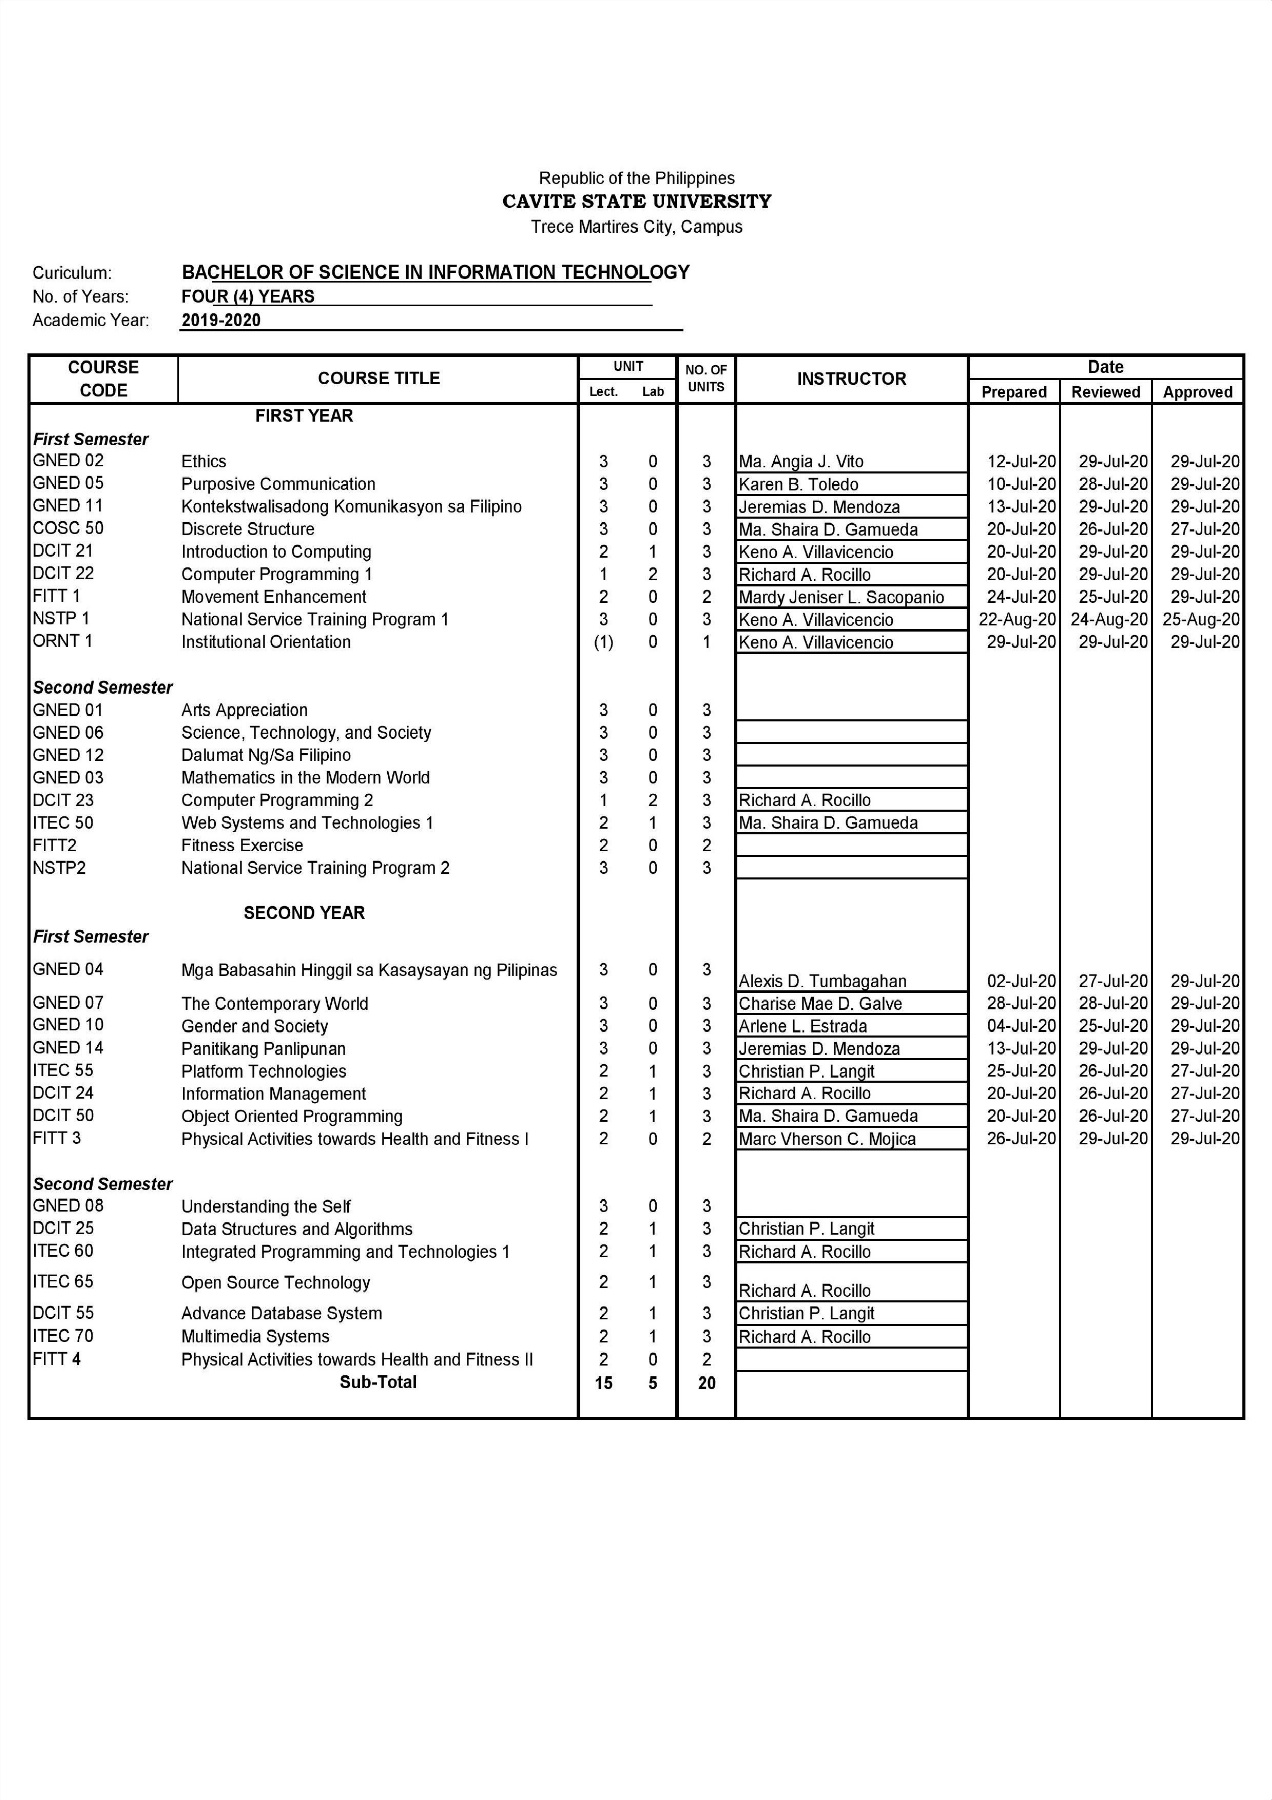 Republic of the Philippines
CAVITE STATE UNIVERSITY
Trece Martires City, Campus
Curiculum: BACHELOR OF SCIENCE IN INFORMATION TECHNOLOGY
No. of Years: FOUR (4) YEARS
Academic Year: 2019-2020
COURSE CODE COURSE TITLE UNIT NO. OF UNITS INSTRUCTOR Date
Lect. Lab Prepared Reviewed Approved
FIRST YEAR
First Semester
GNED 02 Ethics 3 0 3 Ma. Angia J. Vito 12-Jul-20 29-Jul-20 29-Jul-20
GNED 05 Purposive Communication 3 0 3 Karen B. Toledo 10-Jul-20 28-Jul-20 29-Jul-20
GNED 11 Kontekstwalisadong Komunikasyon sa Filipino 3 0 3 Jeremias D. Mendoza 13-Jul-20 29-Jul-20 29-Jul-20
COSC 50 Discrete Structure 3 0 3 Ma. Shaira D. Gamueda 20-Jul-20 26-Jul-20 27-Jul-20
DCIT 21 Introduction to Computing 2 1 3 Keno A. Villavicencio 20-Jul-20 29-Jul-20 29-Jul-20
DCIT 22 Computer Programming 1 1 2 3 Richard A. Rocillo 20-Jul-20 29-Jul-20 29-Jul-20
FITT 1 Movement Enhancement 2 0 2 Mardy Jeniser L. Sacopanio 24-Jul-20 25-Jul-20 29-Jul-20
NSTP 1 National Service Training Program 1 3 0 3 Keno A. Villavicencio 22-Aug-20 24-Aug-20 25-Aug-20
ORNT 1 Institutional Orientation (1) 0 1 Keno A. Villavicencio 29-Jul-20 29-Jul-20 29-Jul-20
Second Semester
GNED 01 Arts Appreciation 3 0 3
GNED 06 Science, Technology, and Society 3 0 3
GNED 12 Dalumat Ng/Sa Filipino 3 0 3
GNED 03 Mathematics in the Modern World 3 0 3
DCIT 23 Computer Programming 2 1 2 3 Richard A. Rocillo
ITEC 50 Web Systems and Technologies 1 2 1 3 Ma. Shaira D. Gamueda
FITT2 Fitness Exercise 2 0 2
NSTP2 National Service Training Program 2 3 0 3
SECOND YEAR
First Semester
GNED 04 Mga Babasahin Hinggil sa Kasaysayan ng Pilipinas 3 0 3 Alexis D. Tumbagahan 02-Jul-20 27-Jul-20 29-Jul-20
GNED 07 The Contemporary World 3 0 3 Charise Mae D. Galve 28-Jul-20 28-Jul-20 29-Jul-20
GNED 10 Gender and Society 3 0 3 Arlene L. Estrada 04-Jul-20 25-Jul-20 29-Jul-20
GNED 14 Panitikang Panlipunan 3 0 3 Jeremias D. Mendoza 13-Jul-20 29-Jul-20 29-Jul-20
ITEC 55 Platform Technologies 2 1 3 Christian P. Langit 25-Jul-20 26-Jul-20 27-Jul-20
DCIT 24 Information Management 2 1 3 Richard A. Rocillo 20-Jul-20 26-Jul-20 27-Jul-20
DCIT 50 Object Oriented Programming 2 1 3 Ma. Shaira D. Gamueda 20-Jul-20 26-Jul-20 27-Jul-20
FITT 3 Physical Activities towards Health and Fitness I 2 0 2 Marc Vherson C. Mojica 26-Jul-20 29-Jul-20 29-Jul-20
Second Semester
GNED 08 Understanding the Self 3 0 3
DCIT 25 Data Structures and Algorithms 2 1 3 Christian P. Langit
ITEC 60 Integrated Programming and Technologies 1 2 1 3 Richard A. Rocillo
ITEC 65 Open Source Technology 2 1 3 Richard A. Rocillo
DCIT 55 Advance Database System 2 1 3 Christian P. Langit
ITEC 70 Multimedia Systems 2 1 3 Richard A. Rocillo
FITT 4 Physical Activities towards Health and Fitness II 2 0 2
Sub-Total 15 5 20